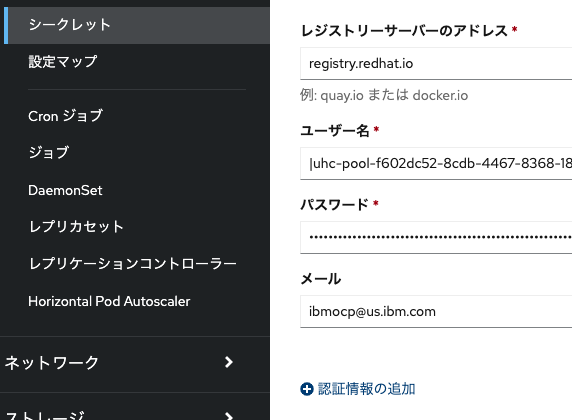 シークレット
設定マップ
Cron ジョブ
ジョブ
DaemonSet
レプリカセット
レプリケーションコントローラー
Horizontal Pod Autoscaler
ネットワーク
ストレージ
レジストリーサーバーのアドレス *
registry.redhat.io
例: quay.io または docker.io
ユーザー名 *
|uhc-pool-f602dc52-8cdb-4467-8368-18
パスワード *
••••••••••••••••••••••••••••••••••••••••••••••••
メール
ibmocp@us.ibm.com
認証情報の追加